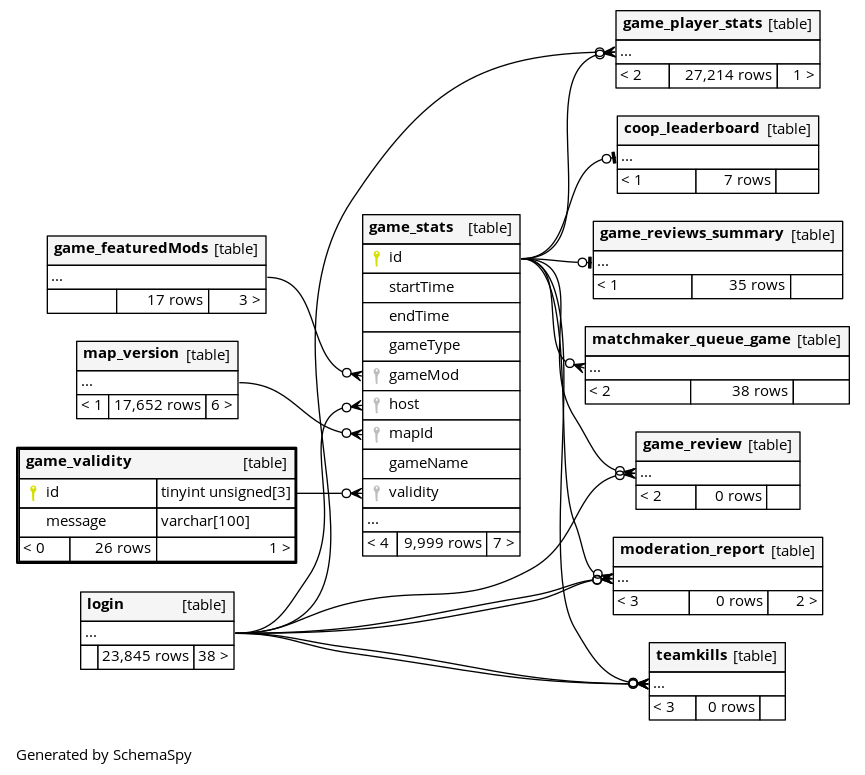 game_player_stats [table]
...
< 2 27,214 rows 1 >
coop_leaderboard [table]
...
< 1 7 rows
game_stats [table]
id
startTime
endTime
gameType
gameMod
host
mapId
gameName
validity
...
< 4 9,999 rows 7 >
game_reviews_summary [table]
...
< 1 35 rows
game_featuredMods [table]
...
17 rows 3 >
matchmaker_queue_game [table]
...
< 2 38 rows
map_version [table]
...
< 1 17,652 rows 6 >
game_review [table]
...
< 2 0 rows
game_validity [table]
id tinyint unsigned[3]
message varchar[100]
< 0 26 rows 1 >
moderation_report [table]
...
< 3 0 rows 2 >
login [table]
...
23,845 rows 38 >
teamkills [table]
...
< 3 0 rows
Generated by SchemaSpy